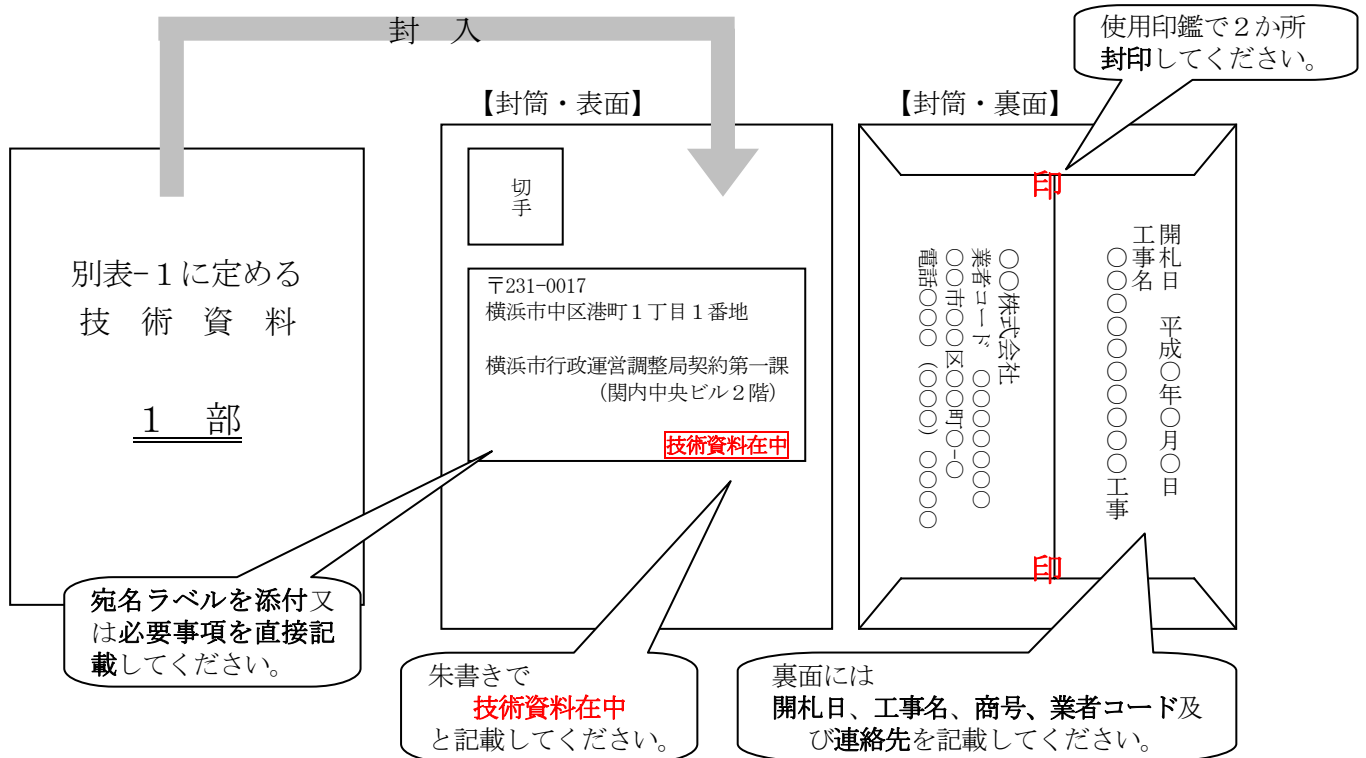 封　入
使用印鑑で２か所
封印してください。
【封筒・表面】
【封筒・裏面】
別表-１に定める
技　術　資　料
１　部
切手
〒231-0017
横浜市中区港町１丁目１番地
横浜市行政運営調整局契約第一課
（関内中央ビル２階）
技術資料在中
印
開札日　平成○年○月○日
工事名
○○○○○○○○○○工事
○○株式会社
業者コード　○○○○○○○
○○市○○区○○町○-○
電話○○○（○○○）○○○○
印
宛名ラベルを添付又
は必要事項を直接記
載してください。
朱書きで
技術資料在中
と記載してください。
裏面には
開札日、工事名、商号、業者コード及
び連絡先を記載してください。